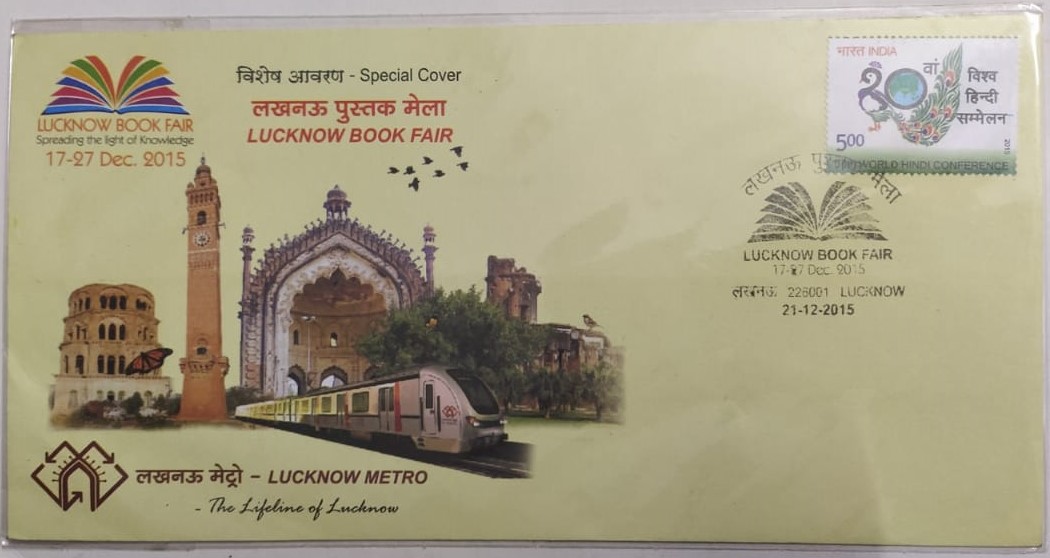 LUCKNOW BOOK FAIR
Spreading the light of Knowledge
17-27 Dec. 2015
विशेष आवरण - Special Cover
लखनऊ पुस्तक मेला
LUCKNOW BOOK FAIR
भारत INDIA
१०वां
विश्व
हिन्दी
सम्मेलन
500
2015
WORLD HINDI CONFERENCE
लखनऊ पुस्तक मेला
LUCKNOW BOOK FAIR
17-27 Dec. 2015
लखनऊ 226001 LUCKNOW
21-12-2015
लखनऊ मेट्रो - LUCKNOW METRO
- The Lifeline of Lucknow